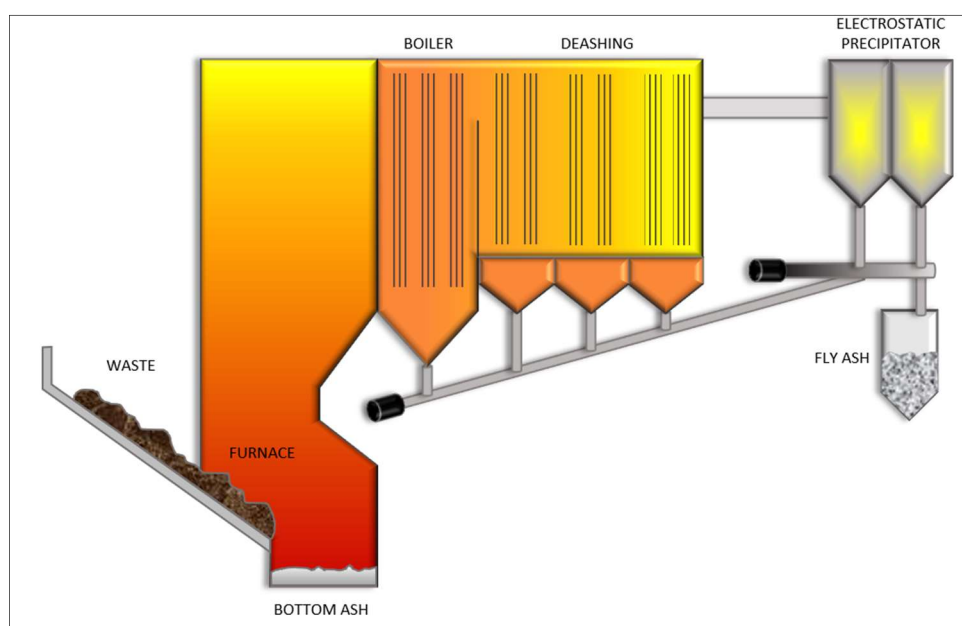 ELECTROSTATIC
PRECIPITATOR
BOILER
DEASHING
WASTE
FLY ASH
FURNACE
BOTTOM ASH